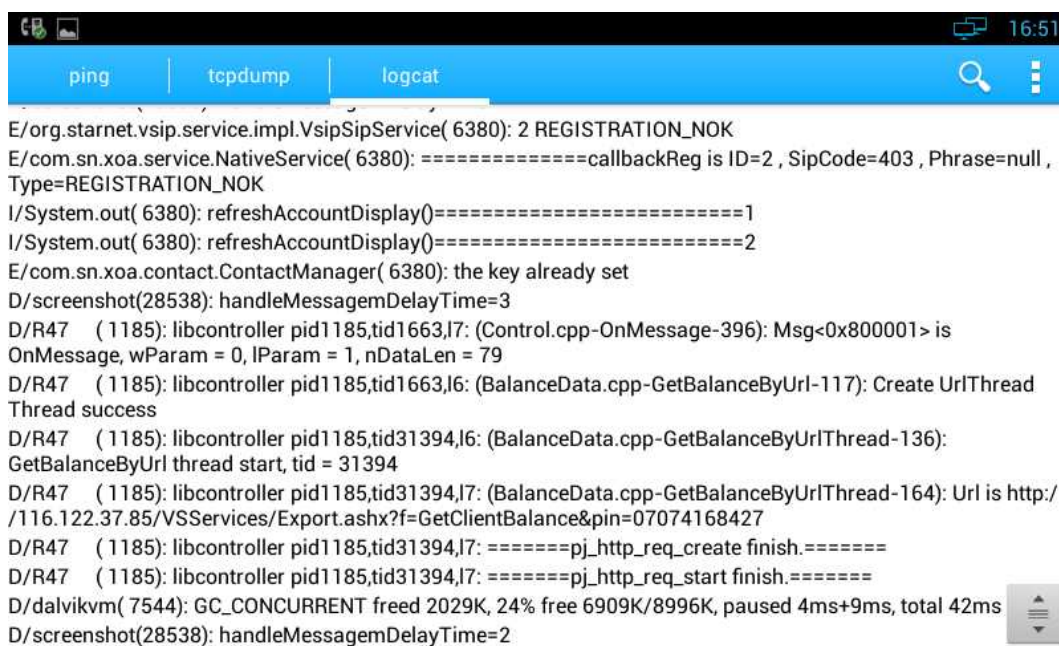 16:51
ping tcpdump logcat
E/org.starnet.vsip.service.impl.VsipSipService( 6380): 2 REGISTRATION_NOK
E/com.sn.xoa.service.NativeService( 6380): ==============callbackReg is ID=2 , SipCode=403 , Phrase=null ,
Type=REGISTRATION_NOK
I/System.out( 6380): refreshAccountDisplay()==========================1
I/System.out( 6380): refreshAccountDisplay()==========================2
E/com.sn.xoa.contact.ContactManager( 6380): the key already set
D/screenshot(28538): handleMessagemDelayTime=3
D/R47 ( 1185): libcontroller pid1185,tid1663,l7: (Control.cpp-OnMessage-396): Msg<0x800001> is
OnMessage, wParam = 0, lParam = 1, nDataLen = 79
D/R47 ( 1185): libcontroller pid1185,tid1663,l6: (BalanceData.cpp-GetBalanceByUrl-117): Create UrlThread
Thread success
D/R47 ( 1185): libcontroller pid1185,tid31394,l6: (BalanceData.cpp-GetBalanceByUrlThread-136):
GetBalanceByUrl thread start, tid = 31394
D/R47 ( 1185): libcontroller pid1185,tid31394,l7: (BalanceData.cpp-GetBalanceByUrlThread-164): Url is http:/
/116.122.37.85/VSServices/Export.ashx?f=GetClientBalance&pin=07074168427
D/R47 ( 1185): libcontroller pid1185,tid31394,l7: =======pj_http_req_create finish.=======
D/R47 ( 1185): libcontroller pid1185,tid31394,l7: =======pj_http_req_start finish.=======
D/dalvikvm( 7544): GC_CONCURRENT freed 2029K, 24% free 6909K/8996K, paused 4ms+9ms, total 42ms
D/screenshot(28538): handleMessagemDelayTime=2